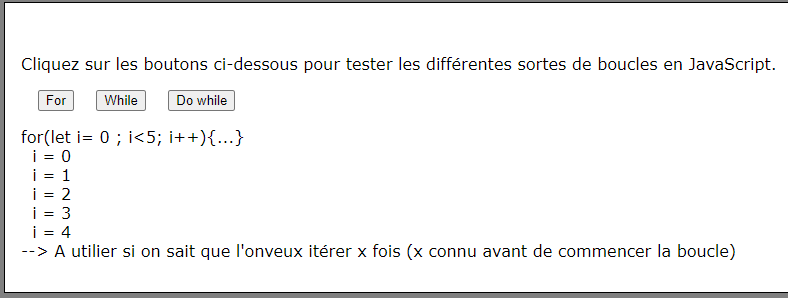 Cliquez sur les boutons ci-dessous pour tester les différentes sortes de boucles en JavaScript.
For While Do while
for(let i= 0 ; i<5; i++){...}
i = 0
i = 1
i = 2
i = 3
i = 4
--> A utilier si on sait que l'onveux itérer x fois (x connu avant de commencer la boucle)